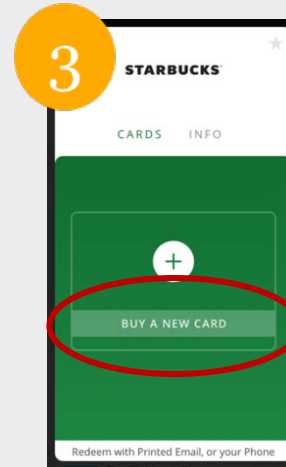 3
STARBUCKS
CARDS INFO
+
BUY A NEW CARD
Redeem with Printed Email, or your Phone